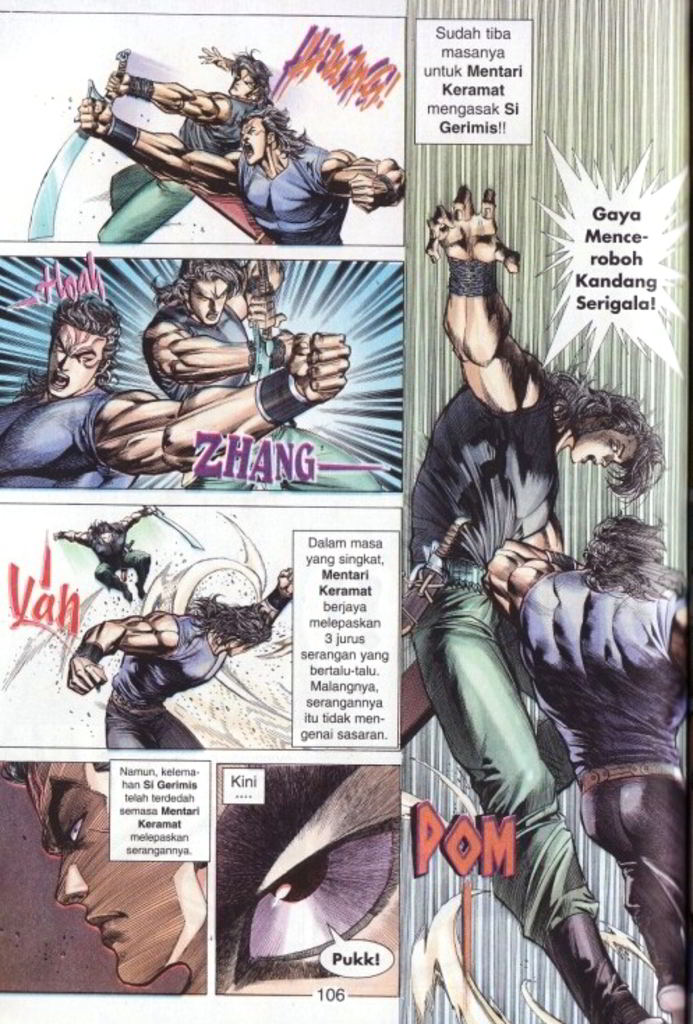 Hoah
ZHANG
Yah
Dalam masa
yang singkat,
Mentari
Keramat
berjaya
melepaskan
3 jurus
serangan yang
bertalu-talu.
Malangnya,
serangannya
itu tidak men-
genai sasaran.
Namun, kelema-
han Si Gerimis
telah terdedah
semasa Mentari
Keramat
melepaskan
serangannya.
Kini
....
Pukk!
Sudah tiba
masanya
untuk Mentari
Keramat
mengasak Si
Gerimis!!
Gaya
Mence-
roboh
Kandang
Serigala!
POM
106